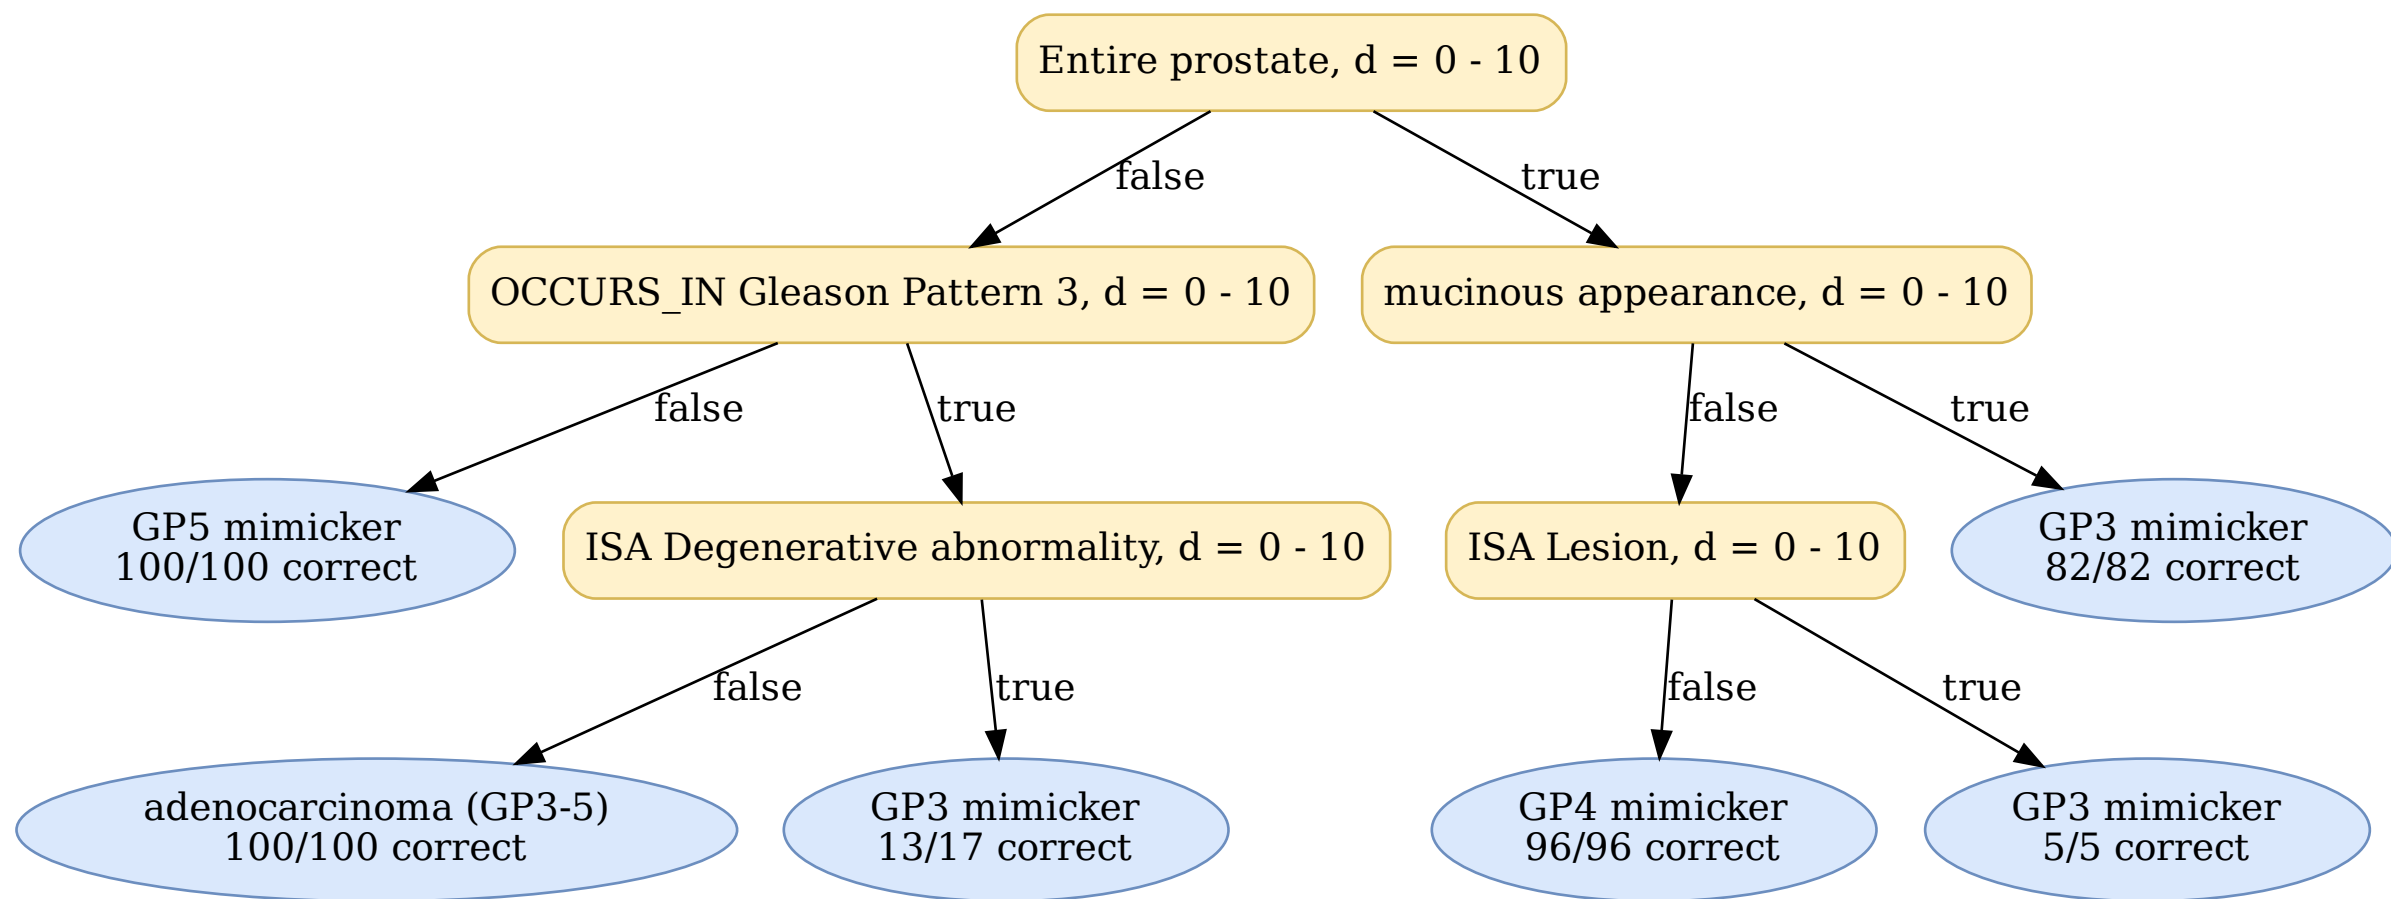 Entire prostate, d = 0 - 10
false
true
OCCURS_IN Gleason Pattern 3, d = 0 - 10
mucinous appearance, d = 0 - 10
false
true
false
true
GP5 mimicker
100/100 correct
ISA Degenerative abnormality, d = 0 - 10
ISA Lesion, d = 0 - 10
GP3 mimicker
82/82 correct
false
true
false
true
adenocarcinoma (GP3-5)
100/100 correct
GP3 mimicker
13/17 correct
GP4 mimicker
96/96 correct
GP3 mimicker
5/5 correct